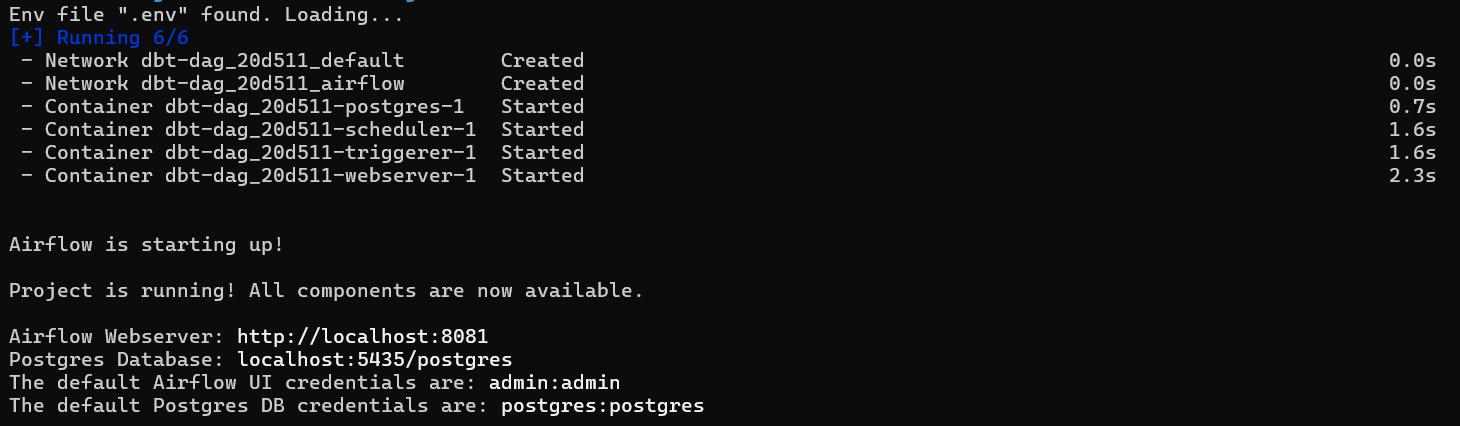 Env file ".env" found. Loading...
[+] Running 6/6
- Network dbt-dag_20d511_default Created 0.0s
- Network dbt-dag_20d511_airflow Created 0.0s
- Container dbt-dag_20d511-postgres-1 Started 0.7s
- Container dbt-dag_20d511-scheduler-1 Started 1.6s
- Container dbt-dag_20d511-triggerer-1 Started 1.6s
- Container dbt-dag_20d511-webserver-1 Started 2.3s
Airflow is starting up!
Project is running! All components are now available.
Airflow Webserver: http://localhost:8081
Postgres Database: localhost:5435/postgres
The default Airflow UI credentials are: admin:admin
The default Postgres DB credentials are: postgres:postgres